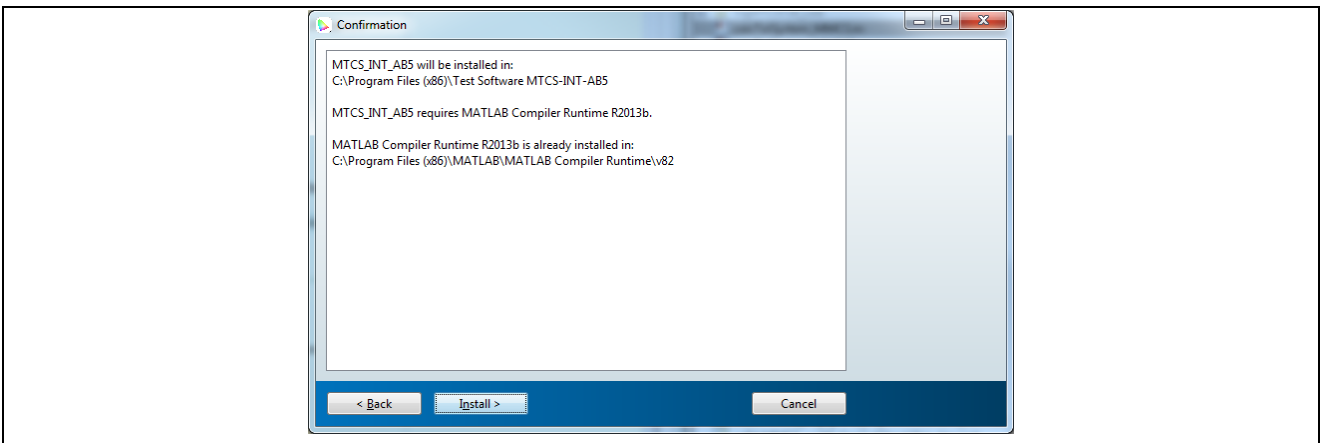 Confirmation
MTCS_INT_AB5 will be installed in:
C:\Program Files (x86)\Test Software MTCS-INT-AB5
MTCS_INT_AB5 requires MATLAB Compiler Runtime R2013b.
MATLAB Compiler Runtime R2013b is already installed in:
C:\Program Files (x86)\MATLAB\MATLAB Compiler Runtime\v82
< Back
Install >
Cancel